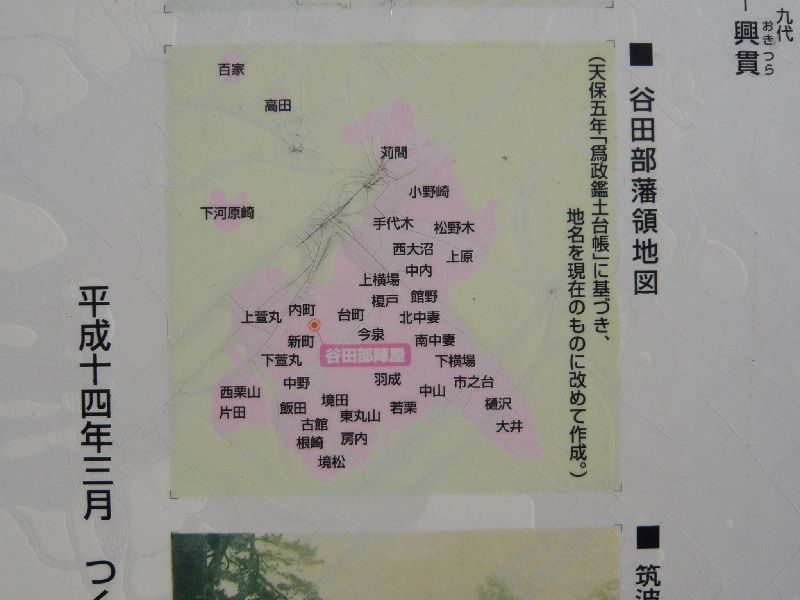 九代
興貫
おきつら
■ 谷田部藩領地図
(天保五年「爲政鑑土台帳」に基づき、
地名を現在のものに改めて作成。)
百家
高田
苅間
小野崎
下河原崎
手代木
松野木
西大沼
上原
中内
上横場
榎戸
館野
内町
台町
上萱丸
北中妻
今泉
新町
南中妻
谷田部陣屋
下萱丸
下横場
中野
羽成
市之台
西栗山
中山
境田
片田
飯田
若栗
樋沢
東丸山
古館
大井
根崎
房内
境松
■ 筑波
平成十四年三月 つく